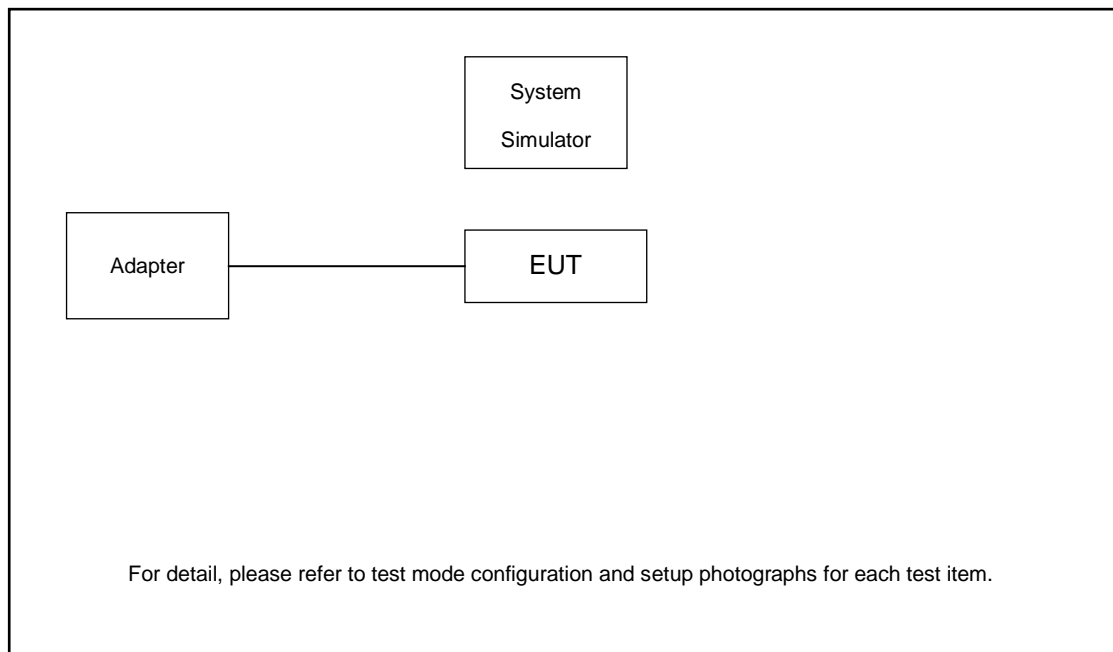 System
Simulator
Adapter
EUT
For detail, please refer to test mode configuration and setup photographs for each test item.